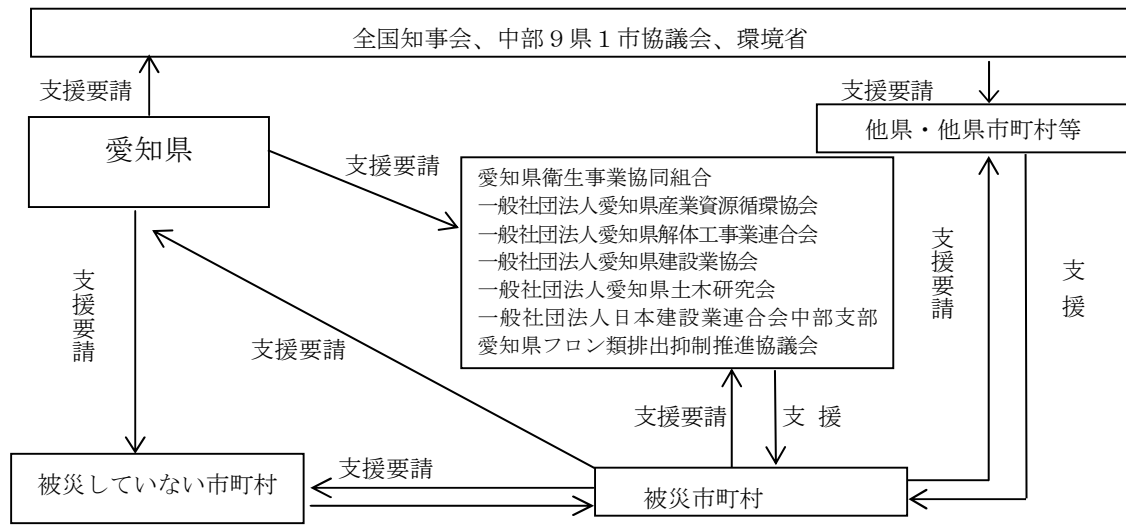 全国知事会、中部９県１市協議会、環境省
支援要請
支援要請
愛知県
他県・他県市町村等
支援要請
愛知県衛生事業協同組合
一般社団法人愛知県産業資源循環協会
一般社団法人愛知県解体工事業連合会
一般社団法人愛知県建設業協会
一般社団法人愛知県土木研究会
一般社団法人日本建設業連合会中部支部
愛知県フロン類排出抑制推進協議会
支援要請
支援要請
支援
支援要請
支援要請
支 援
支援要請
被災していない市町村
被災市町村